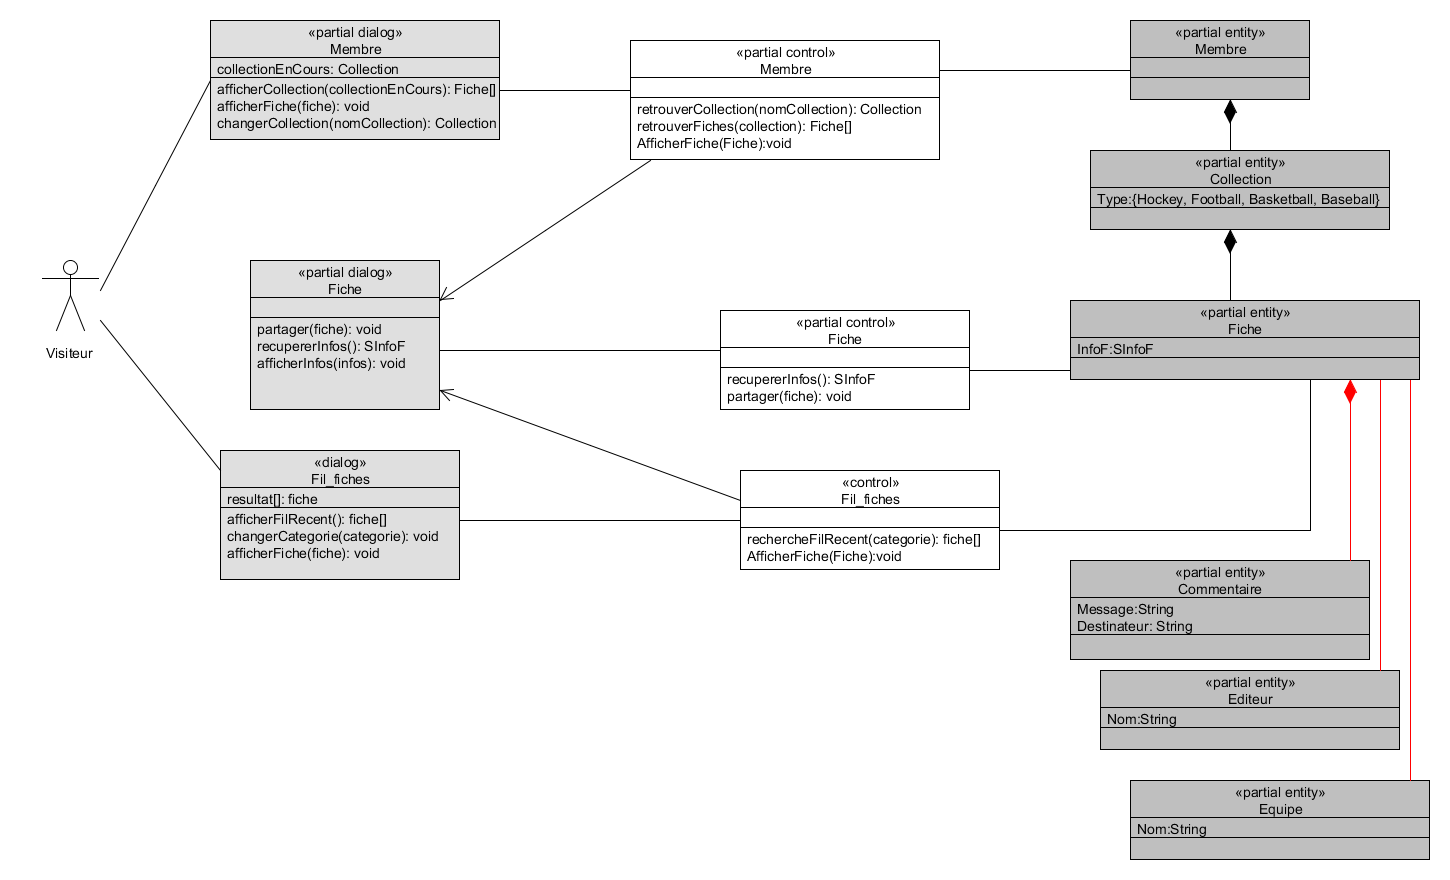 «partial dialog»
Membre
collectionEnCours: Collection
afficherCollection(collectionEnCours): Fiche[]
afficherFiche(fiche): void
changerCollection(nomCollection): Collection
«partial control»
Membre
retrouverCollection(nomCollection): Collection
retrouverFiches(collection): Fiche[]
AfficherFiche(Fiche):void
«partial entity»
Membre
«partial entity»
Collection
Type:{Hockey, Football, Basketball, Baseball}
Visiteur
«partial dialog»
Fiche
partager(fiche): void
recupererInfos(): SInfoF
afficherInfos(infos): void
«partial control»
Fiche
recupererInfos(): SInfoF
partager(fiche): void
«partial entity»
Fiche
InfoF:SInfoF
«dialog»
Fil_fiches
resultat[]: fiche
afficherFilRecent(): fiche[]
changerCategorie(categorie): void
afficherFiche(fiche): void
«control»
Fil_fiches
rechercheFilRecent(categorie): fiche[]
AfficherFiche(Fiche):void
«partial entity»
Commentaire
Message:String
Destinateur: String
«partial entity»
Editeur
Nom:String
«partial entity»
Equipe
Nom:String